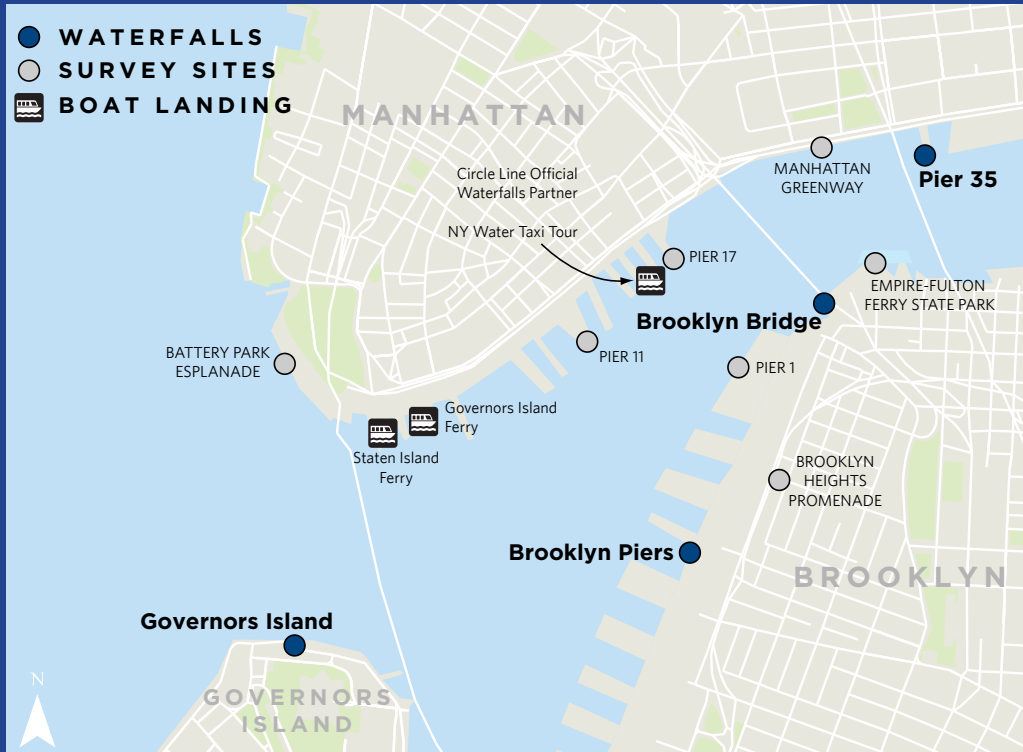 WATERFALLS
SURVEY SITES
BOAT LANDING
MANHATTAN
Circle Line Official
Waterfalls Partner
NY Water Taxi Tour
MANHATTAN
GREENWAY
Pier 35
PIER 17
EMPIRE-FULTON
FERRY STATE PARK
Brooklyn Bridge
PIER 11
PIER 1
BATTERY PARK
ESPLANADE
Governors Island
Ferry
Staten Island
Ferry
BROOKLYN
HEIGHTS
PROMENADE
Brooklyn Piers
BROOKLYN
Governors Island
GOVERNORS
ISLAND
N